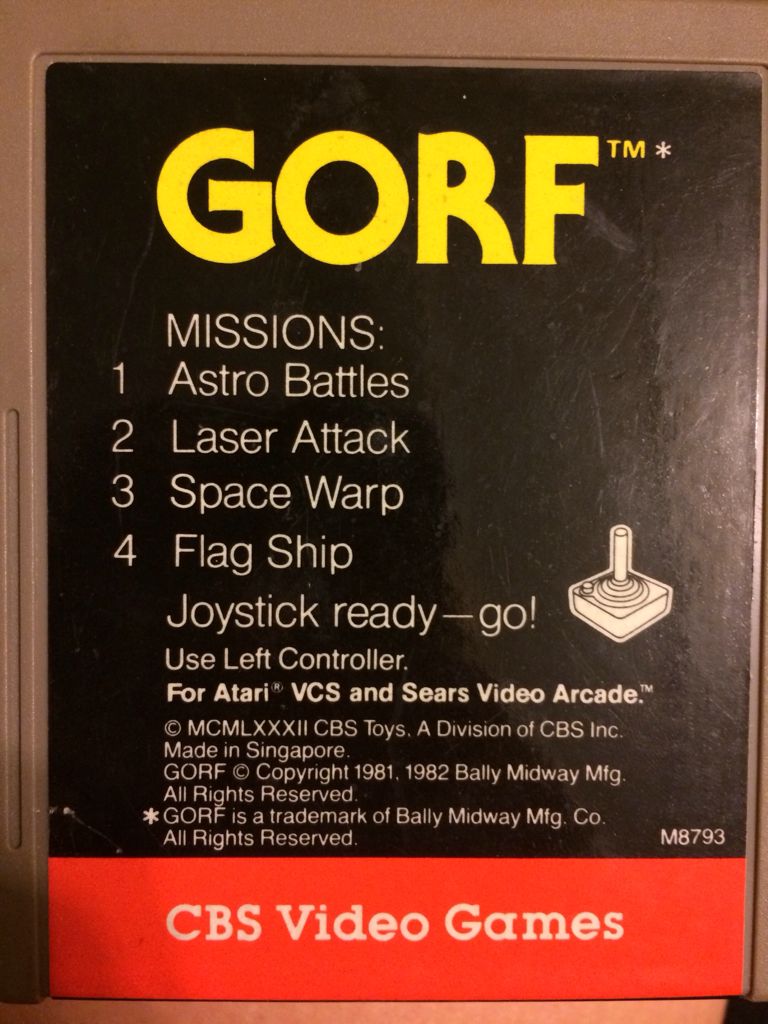 GORF™*
MISSIONS:
1 Astro Battles
2 Laser Attack
3 Space Warp
4 Flag Ship
Joystick ready—go!
Use Left Controller.
For Atari® VCS and Sears Video Arcade.™
© MCMLXXXII CBS Toys, A Division of CBS Inc.
Made in Singapore.
GORF © Copyright 1981, 1982 Bally Midway Mfg.
All Rights Reserved.
* GORF is a trademark of Bally Midway Mfg. Co.
All Rights Reserved.
M8793
CBS Video Games